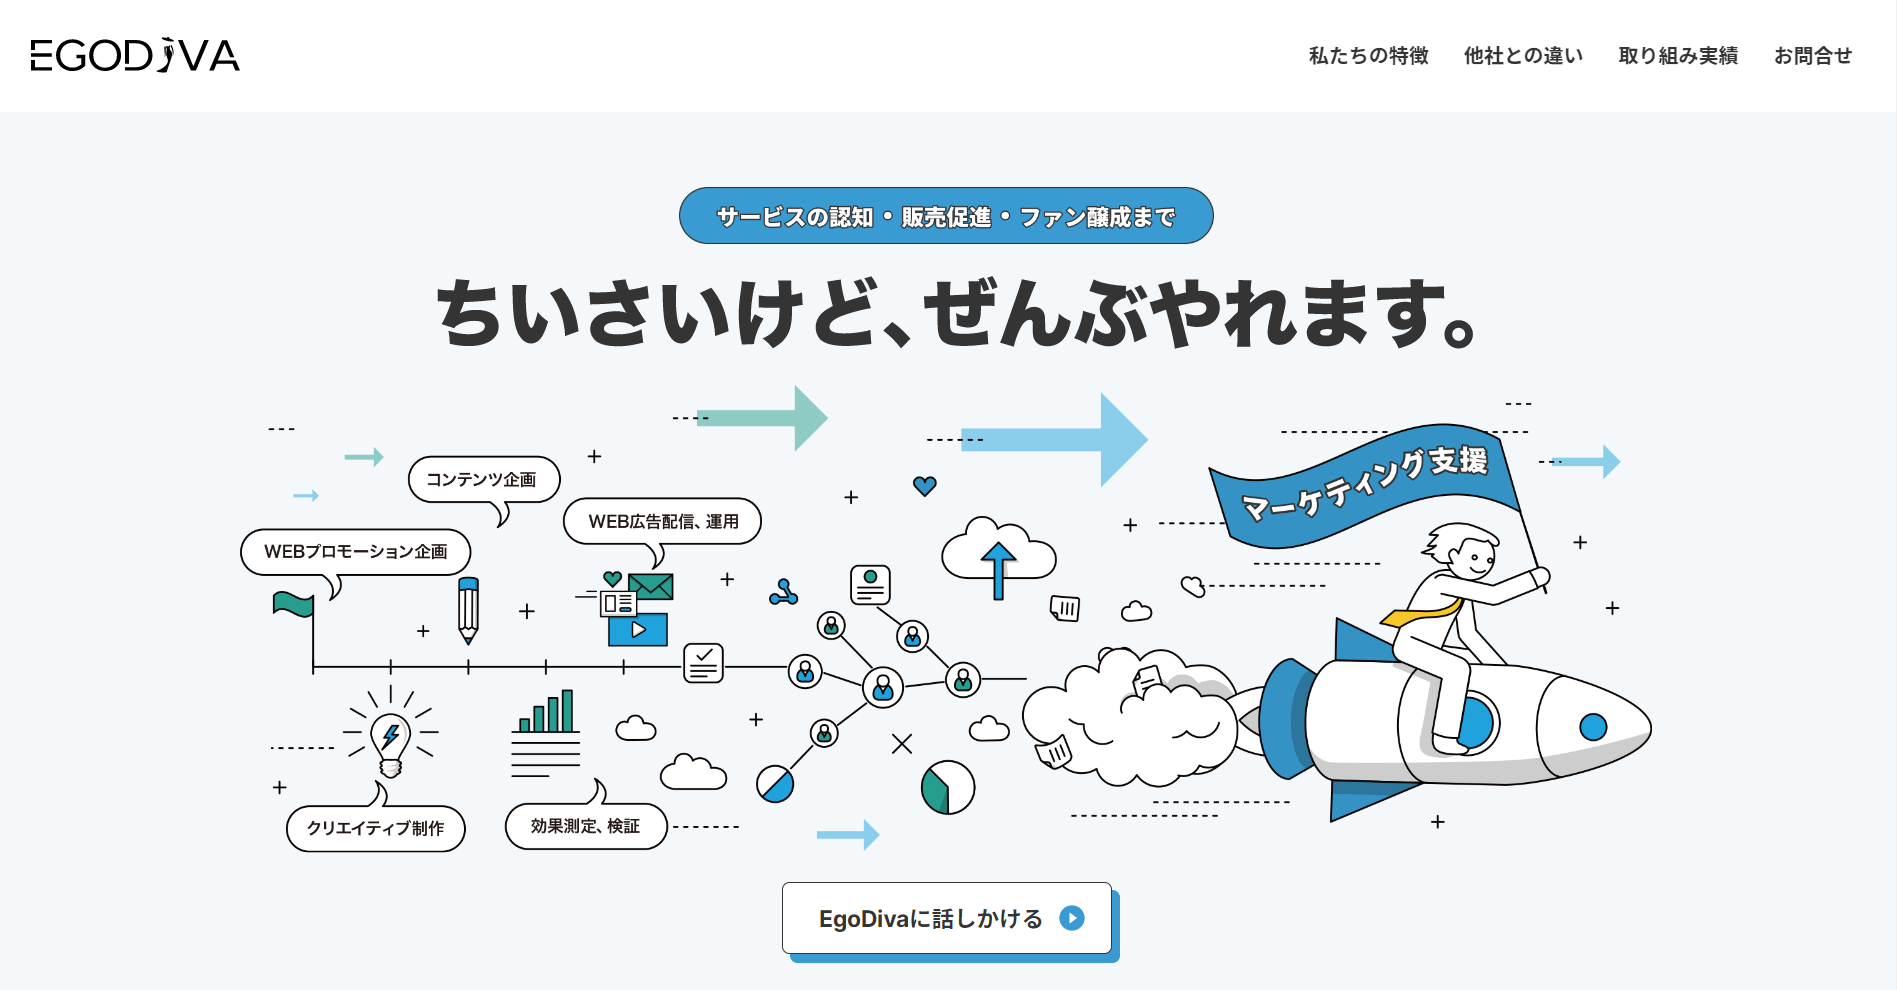 EGODIVA
私たちの特徴
他社との違い
取り組み実績
お問合せ
サービスの認知・販売促進・ファン醸成まで
ちいさいけど、ぜんぶやれます。
マーケティング支援
コンテンツ企画
WEB広告配信、運用
WEBプロモーション企画
クリエイティブ制作
効果測定、検証
EgoDivaに話しかける